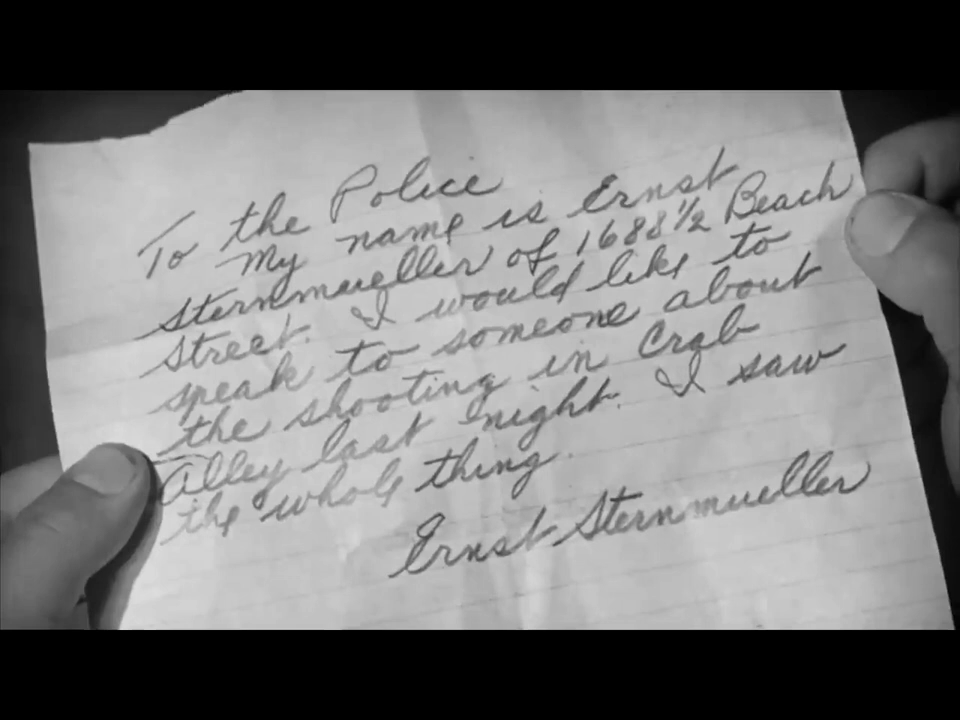 To the Police
My name is Ernst
Sternmueller of 1688½ Beach
Street. I would like to
speak to someone about
the shooting in Crab
Alley last night. I saw
the whole thing.
Ernst Sternmueller